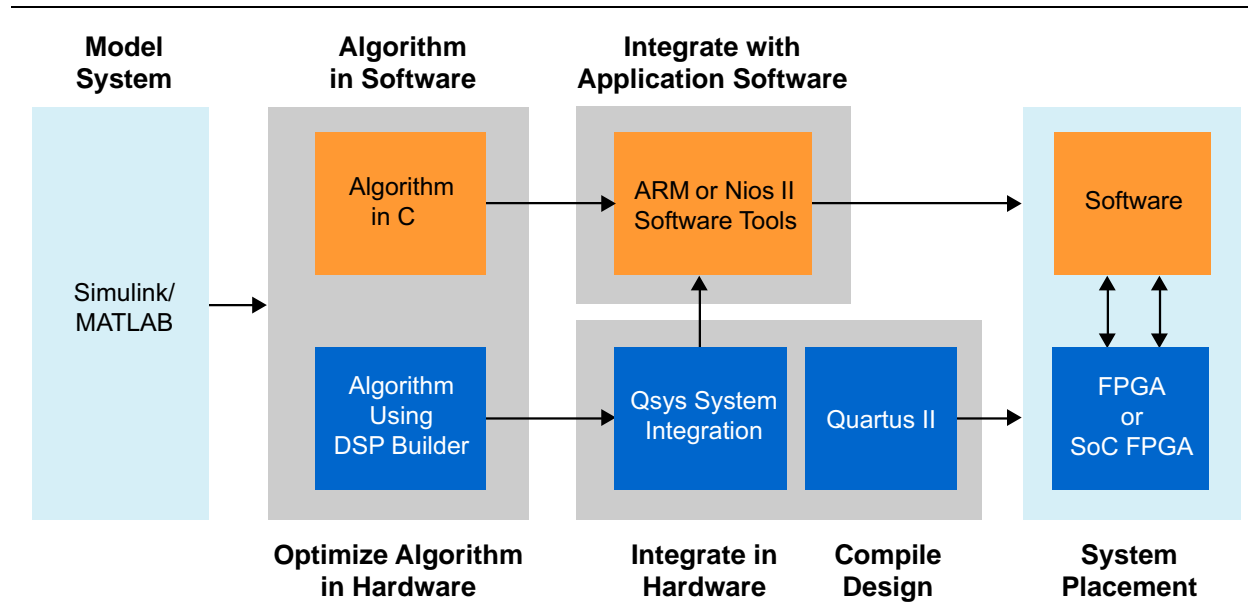 Model
System
Algorithm
in Software
Integrate with
Application Software
Simulink/
MATLAB
Algorithm
in C
ARM or Nios II
Software Tools
Software
Algorithm
Using
DSP Builder
Qsys System
Integration
Quartus II
FPGA
or
SoC FPGA
Optimize Algorithm
in Hardware
Integrate in
Hardware
Compile
Design
System
Placement